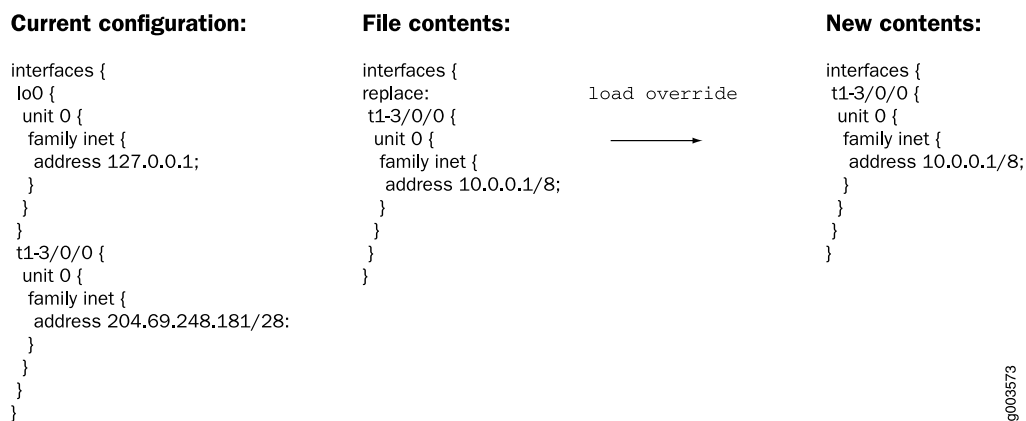 Current configuration:
interfaces {
lo0 {
unit 0 {
family inet {
address 127.0.0.1;
}
}
}
t1-3/0/0 {
unit 0 {
family inet {
address 204.69.248.181/28:
}
}
}
}
File contents:
interfaces {
replace:
t1-3/0/0 {
unit 0 {
family inet {
address 10.0.0.1/8;
}
}
}
}
load override
New contents:
interfaces {
t1-3/0/0 {
unit 0 {
family inet {
address 10.0.0.1/8;
}
}
}
}
g003573